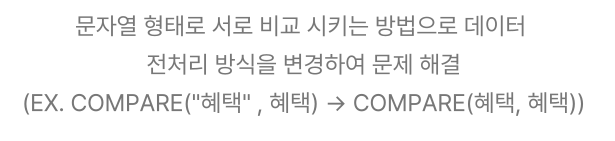 문자열 형태로 서로 비교 시키는 방법으로 데이터
전처리 방식을 변경하여 문제 해결
(EX. COMPARE("혜택" , 혜택) → COMPARE(혜택, 혜택))